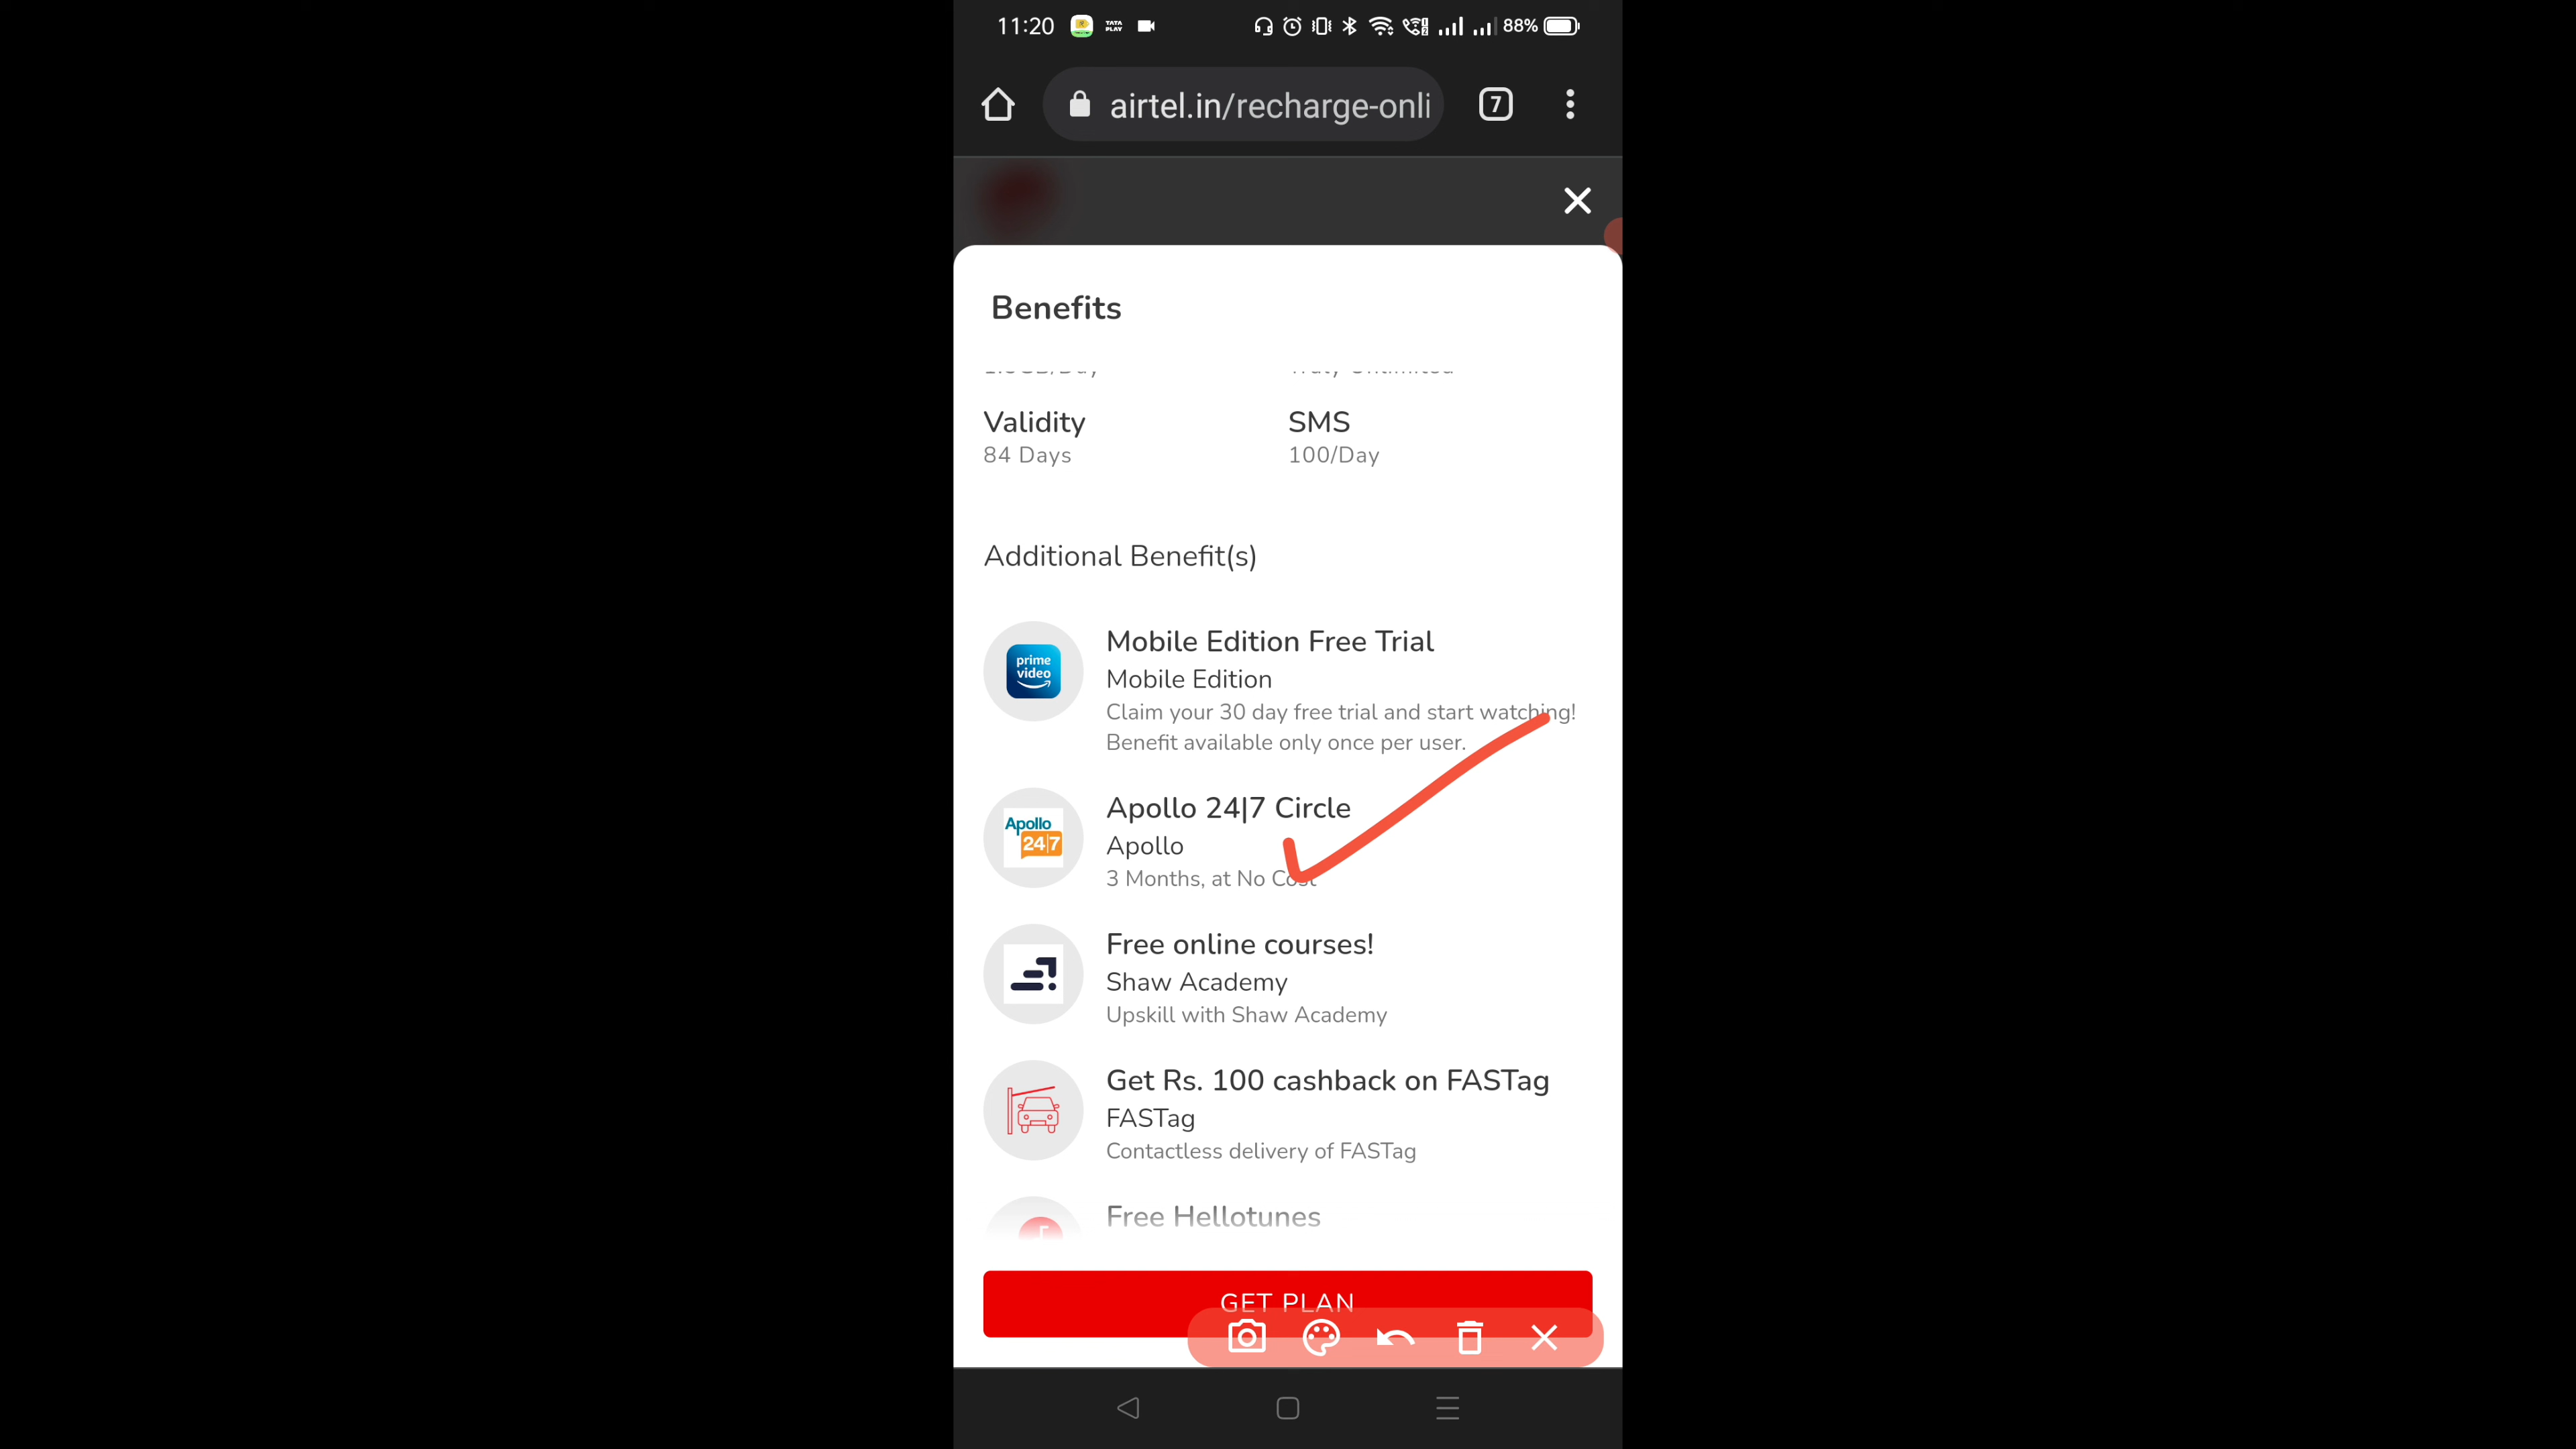 11:20
TATA
PLAY
88%
airtel.in/recharge-onli
7
Benefits
Validity
SMS
84 Days
100/Day
Additional Benefit(s)
prime
video
Mobile Edition Free Trial
Mobile Edition
Claim your 30 day free trial and start watching!
Benefit available only once per user.
Apollo
24|7
Apollo 24|7 Circle
Apollo
3 Months, at No Cost
Free online courses!
Shaw Academy
Upskill with Shaw Academy
Get Rs. 100 cashback on FASTag
FASTag
Contactless delivery of FASTag
Free Hellotunes
GET PLAN